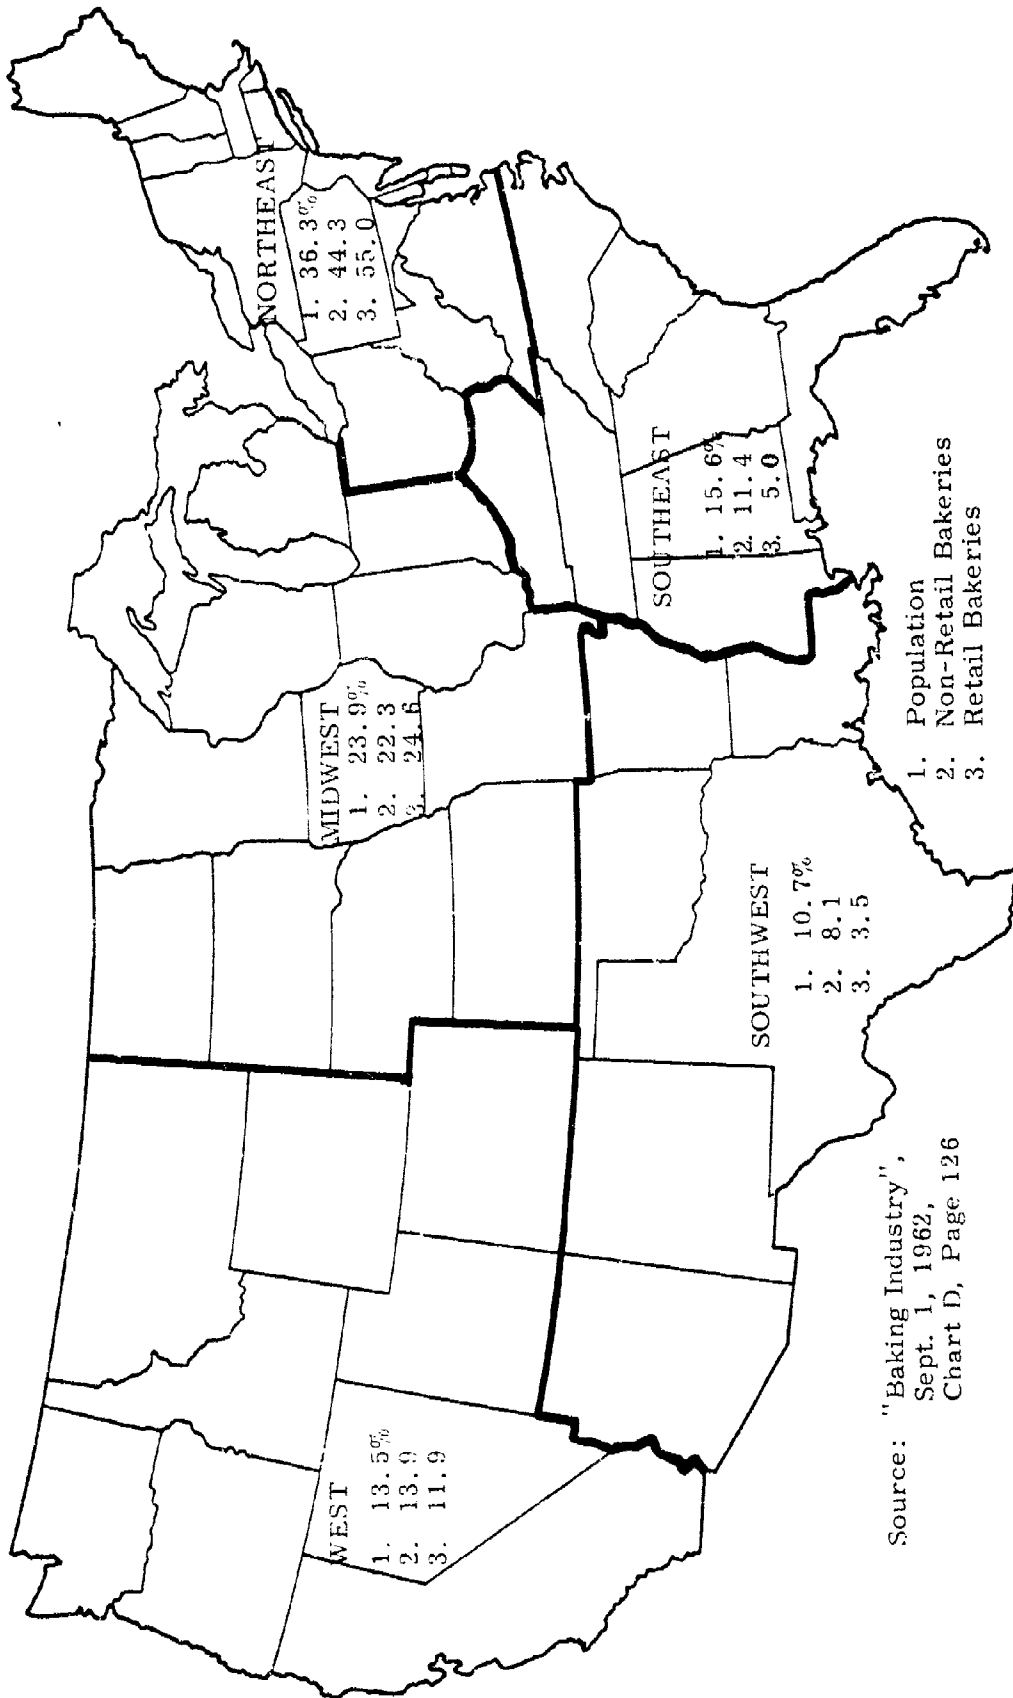 NORTHEAST
1. 36.3%
2. 44.3
3. 55.0
MIDWEST
1. 23.9%
2. 22.3
3. 24.6
WEST
1. 13.5%
2. 13.9
3. 11.9
SOUTHEAST
1. 15.6%
2. 11.4
3. 5.0
SOUTHWEST
1. 10.7%
2. 8.1
3. 3.5
1. Population
2. Non-Retail Bakeries
3. Retail Bakeries
Source: "Baking Industry",
Sept. 1, 1962,
Chart D, Page 126